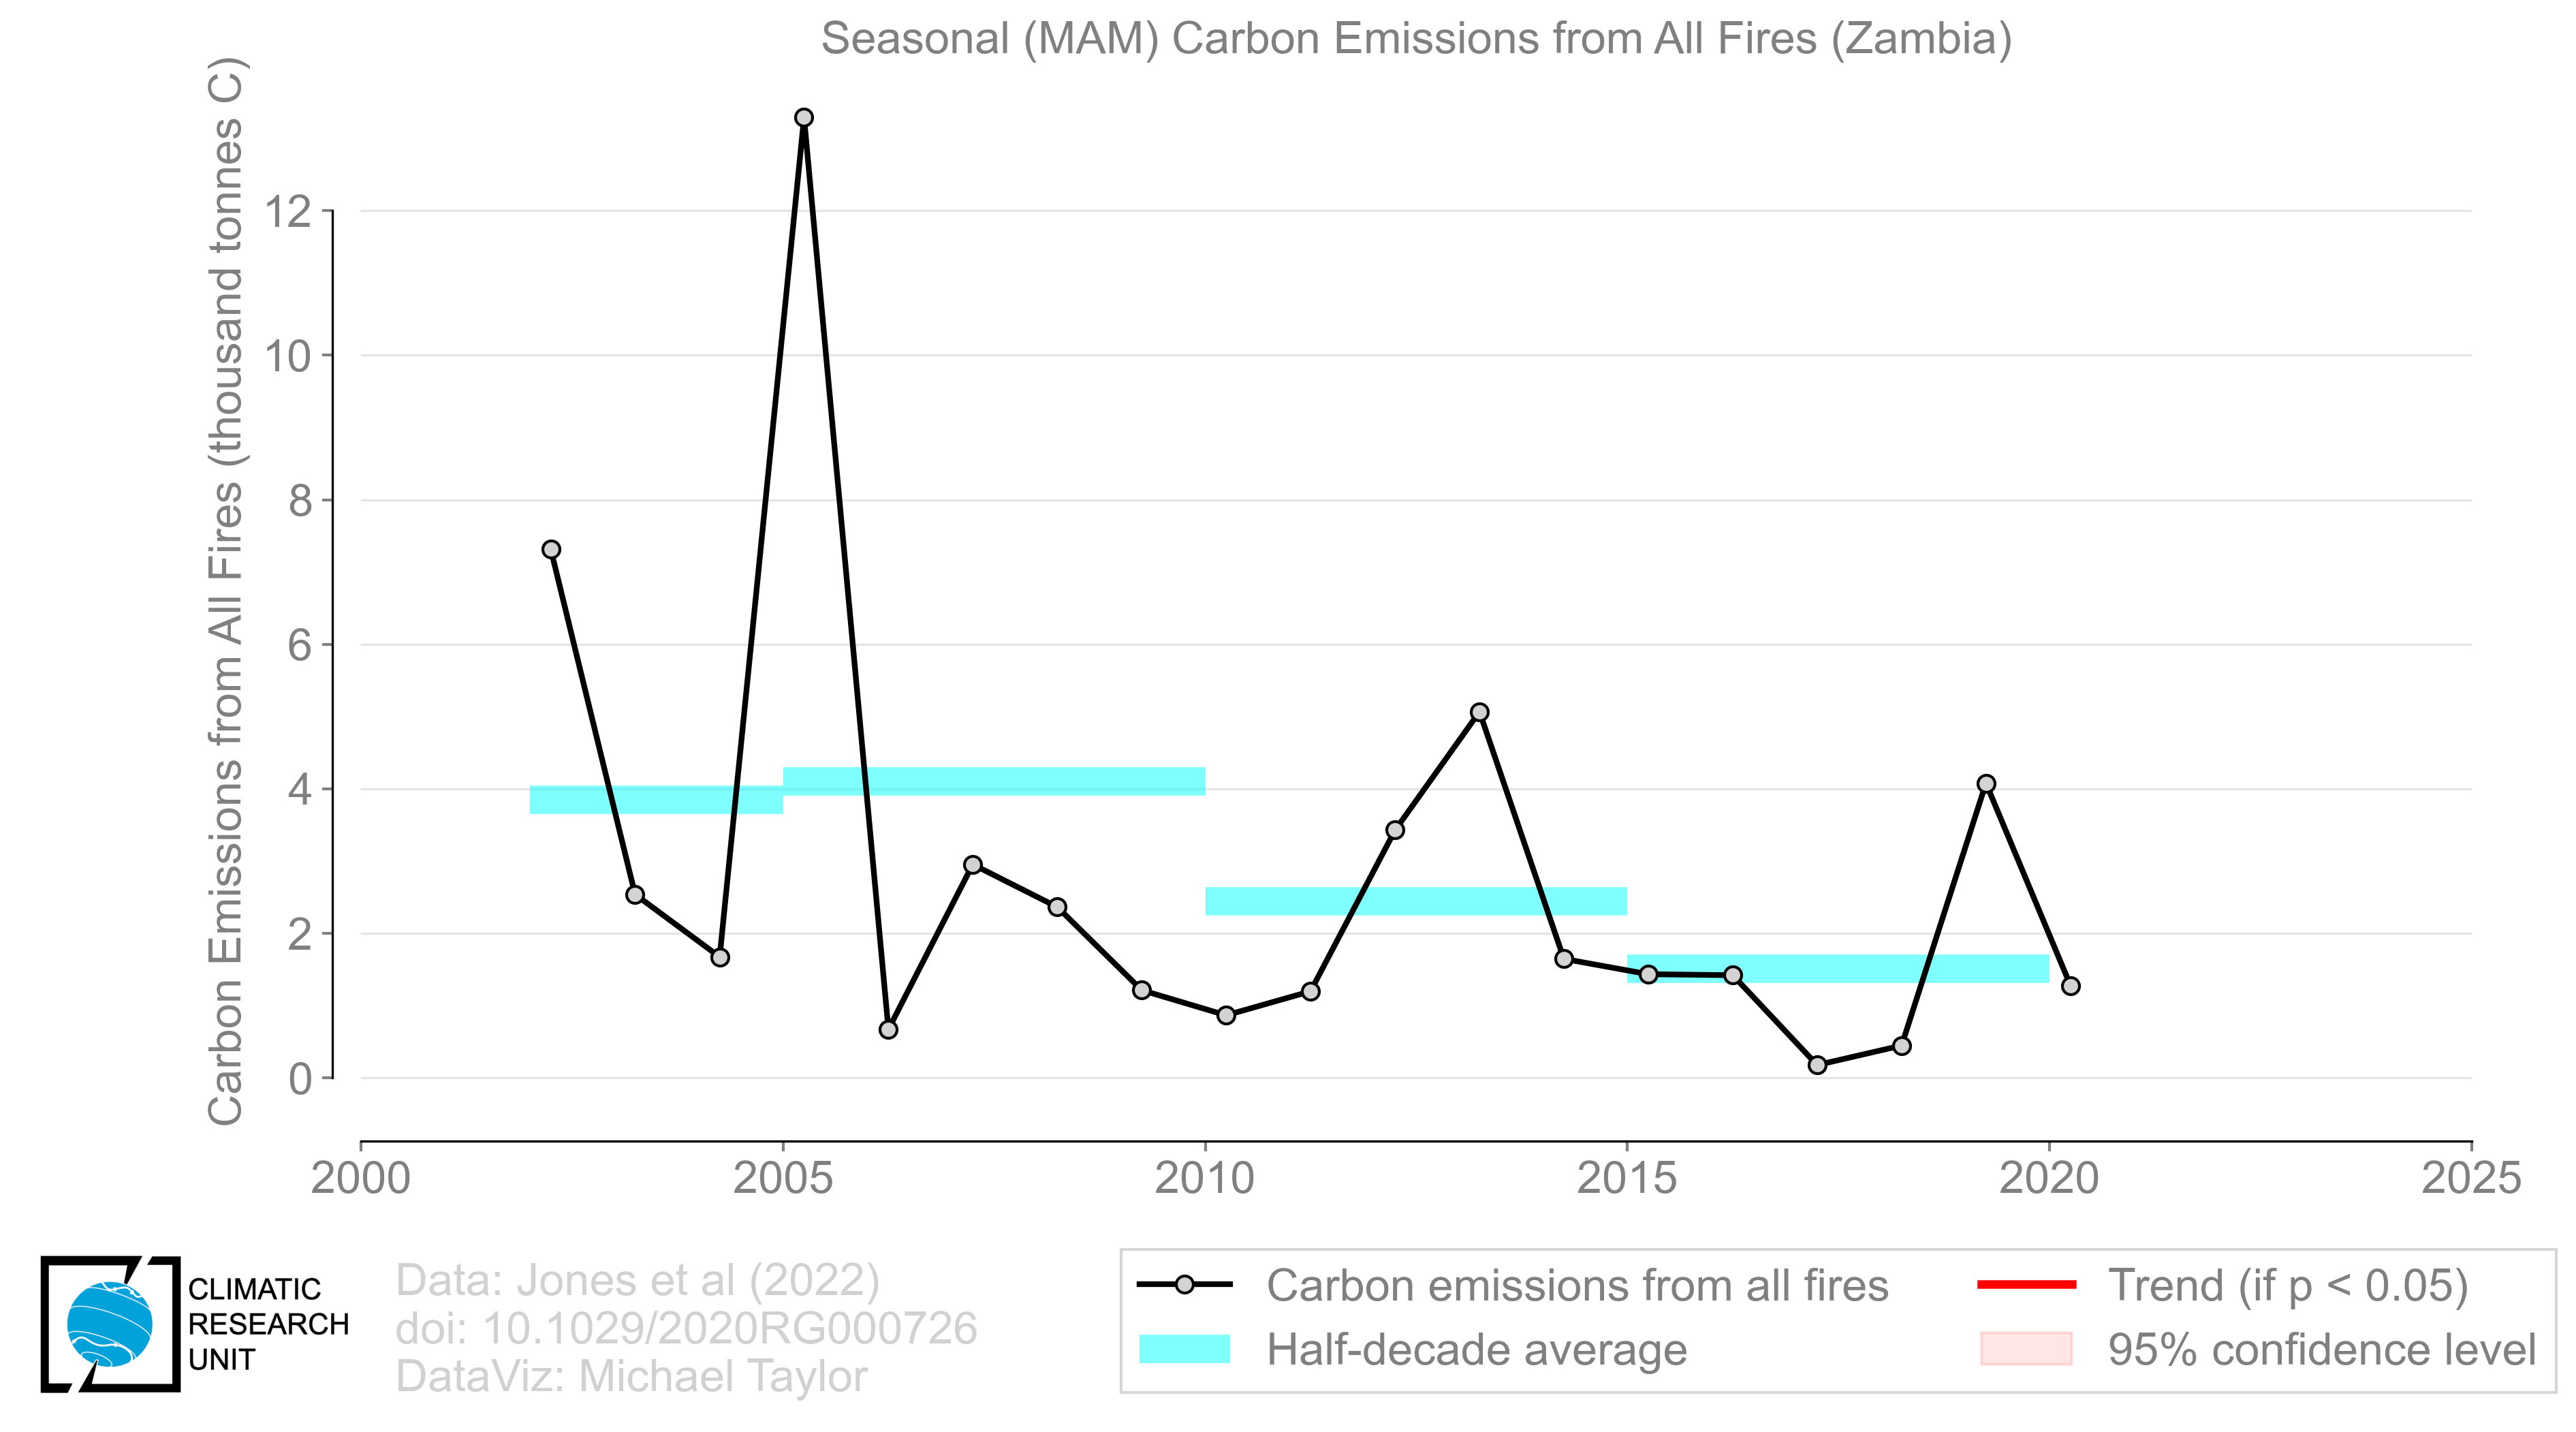 Seasonal (MAM) Carbon Emissions from All Fires (Zambia)
Carbon Emissions from All Fires (thousand tonnes C)
12
10
8
6
4
2
0
2000
2005
2010
2015
2020
2025
CLIMATIC
RESEARCH
UNIT
Data: Jones et al (2022)
doi: 10.1029/2020RG000726
DataViz: Michael Taylor
Carbon emissions from all fires
Half-decade average
Trend (if p < 0.05)
95% confidence level